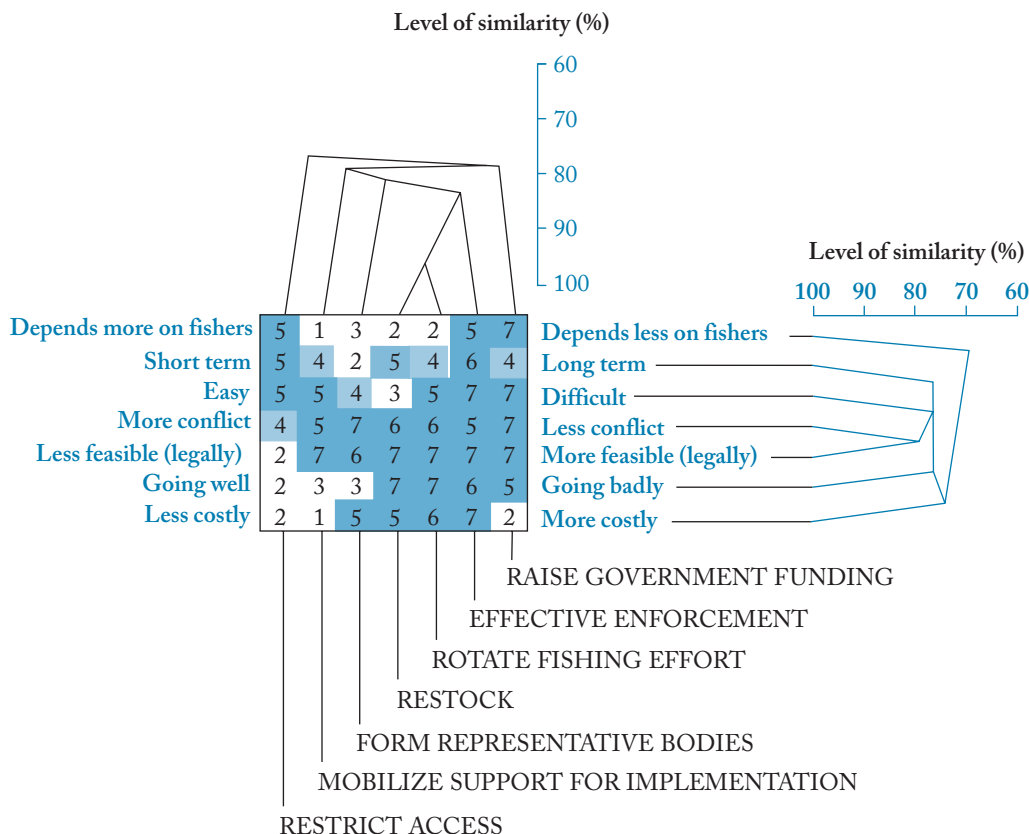 Level of similarity (%)
60
70
80
90
100
Level of similarity (%)
100 90 80 70 60
Depends more on fishers 5 1 3 2 2 5 7 Depends less on fishers
Short term 5 4 2 5 4 6 4 Long term
Easy 5 5 4 3 5 7 7 Difficult
More conflict 4 5 7 6 6 5 7 Less conflict
Less feasible (legally) 2 7 6 7 7 7 7 More feasible (legally)
Going well 2 3 3 7 7 6 5 Going badly
Less costly 2 1 5 5 6 7 2 More costly
RAISE GOVERNMENT FUNDING
EFFECTIVE ENFORCEMENT
ROTATE FISHING EFFORT
RESTOCK
FORM REPRESENTATIVE BODIES
MOBILIZE SUPPORT FOR IMPLEMENTATION
RESTRICT ACCESS